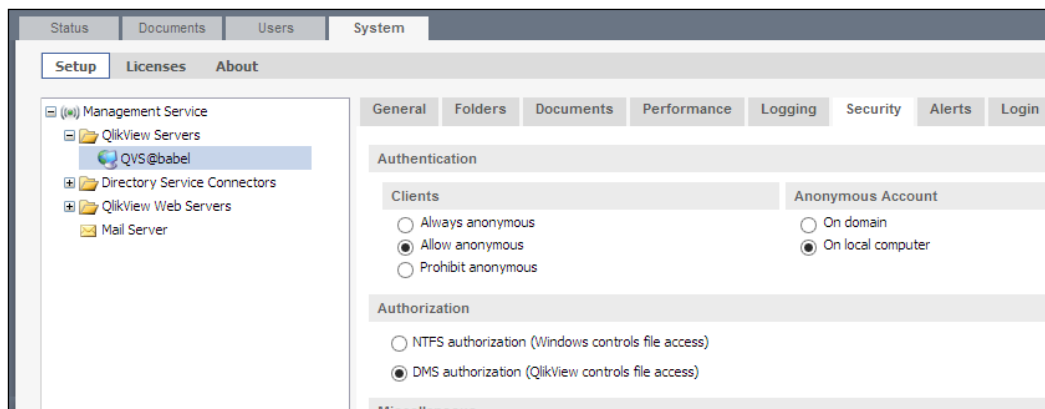 Status Documents Users System
Setup Licenses About
Management Service
QlikView Servers
QVS@babel
Directory Service Connectors
QlikView Web Servers
Mail Server
General Folders Documents Performance Logging Security Alerts Login
Authentication
Clients Anonymous Account
Always anonymous On domain
Allow anonymous On local computer
Prohibit anonymous
Authorization
NTFS authorization (Windows controls file access)
DMS authorization (QlikView controls file access)